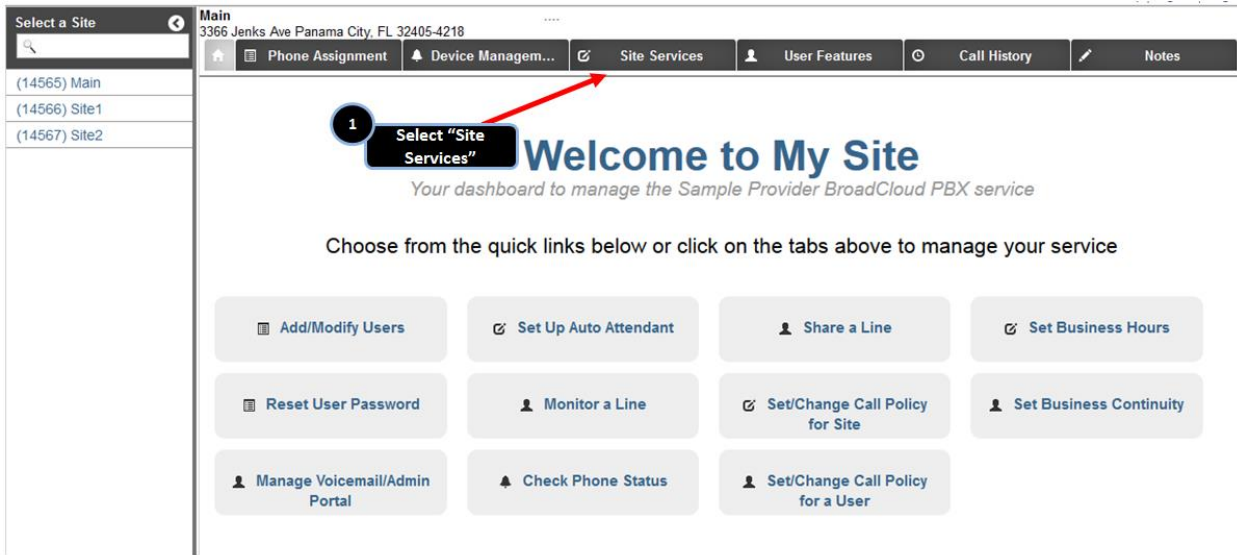 Select a Site
(14565) Main
(14566) Site1
(14567) Site2
Main
....
3366 Jenks Ave Panama City, FL 32405-4218
Phone Assignment
Device Managem...
Site Services
User Features
Call History
Notes
1
Select “Site
Services”
Welcome to My Site
Your dashboard to manage the Sample Provider BroadCloud PBX service
Choose from the quick links below or click on the tabs above to manage your service
Add/Modify Users
Set Up Auto Attendant
Share a Line
Set Business Hours
Reset User Password
Monitor a Line
Set/Change Call Policy
for Site
Set Business Continuity
Manage Voicemail/Admin
Portal
Check Phone Status
Set/Change Call Policy
for a User